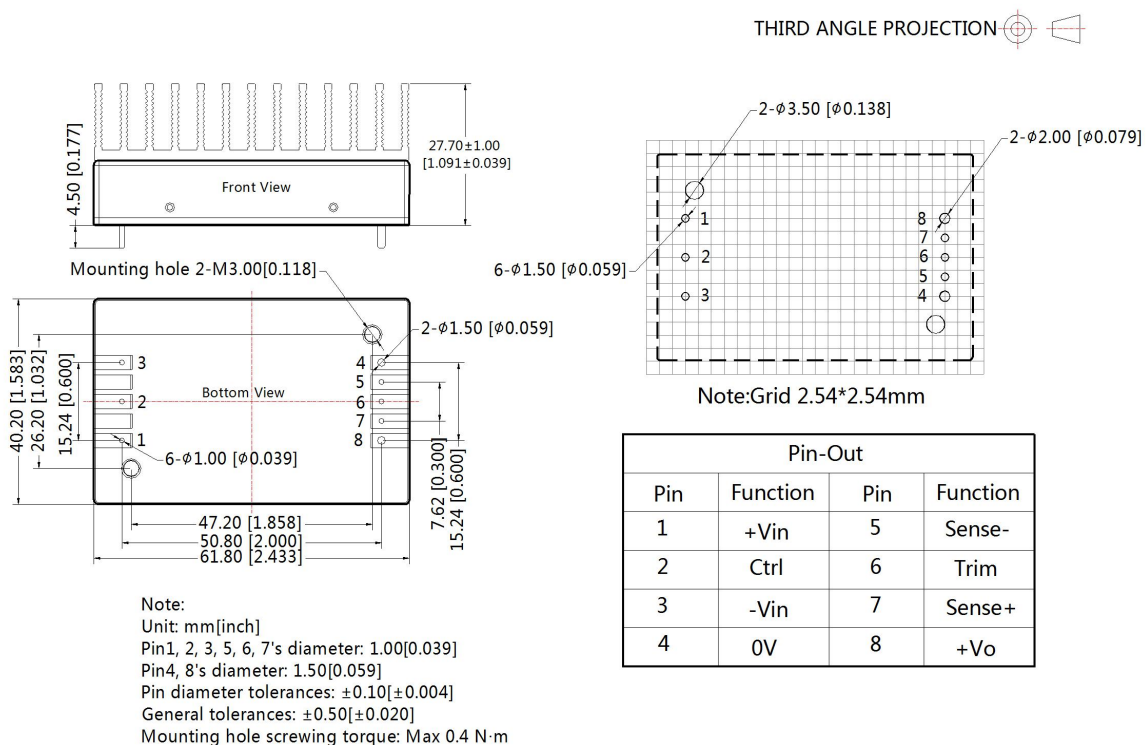 THIRD ANGLE PROJECTION
27.70±1.00
[1.091±0.039]
4.50 [0.177]
Front View
2-ϕ3.50 [ϕ0.138]
2-ϕ2.00 [ϕ0.079]
1
2
3
8
7
6
5
4
6-ϕ1.50 [ϕ0.059]
Note:Grid 2.54*2.54mm
Mounting hole 2-M3.00[0.118]
2-ϕ1.50 [ϕ0.059]
40.20 [1.583]
26.20 [1.032]
15.24 [0.600]
3
2
1
Bottom View
4
5
6
7
8
6-ϕ1.00 [ϕ0.039]
7.62 [0.300]
15.24 [0.600]
47.20 [1.858]
50.80 [2.000]
61.80 [2.433]
Pin-Out
Pin Function Pin Function
1 +Vin 5 Sense-
2 Ctrl 6 Trim
3 -Vin 7 Sense+
4 0V 8 +Vo
Note:
Unit: mm[inch]
Pin1, 2, 3, 5, 6, 7's diameter: 1.00[0.039]
Pin4, 8's diameter: 1.50[0.059]
Pin diameter tolerances: ±0.10[±0.004]
General tolerances: ±0.50[±0.020]
Mounting hole screwing torque: Max 0.4 N·m